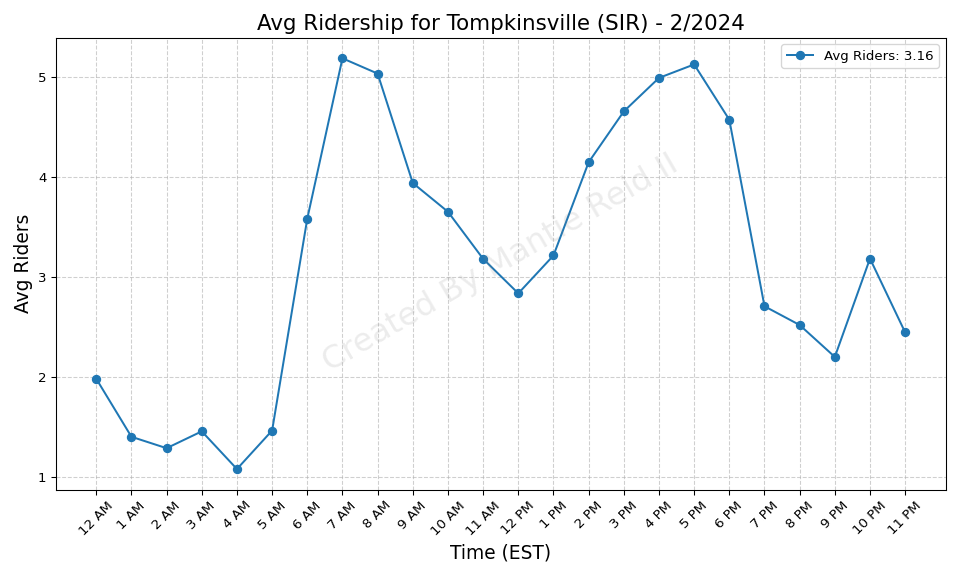 Avg Ridership for Tompkinsville (SIR) - 2/2024
Avg Riders: 3.16
5
4
3
2
1
Avg Riders
Created By Mantie Reid II
12 AM
1 AM
2 AM
3 AM
4 AM
5 AM
6 AM
7 AM
8 AM
9 AM
10 AM
11 AM
12 PM
1 PM
2 PM
3 PM
4 PM
5 PM
6 PM
7 PM
8 PM
9 PM
10 PM
11 PM
Time (EST)